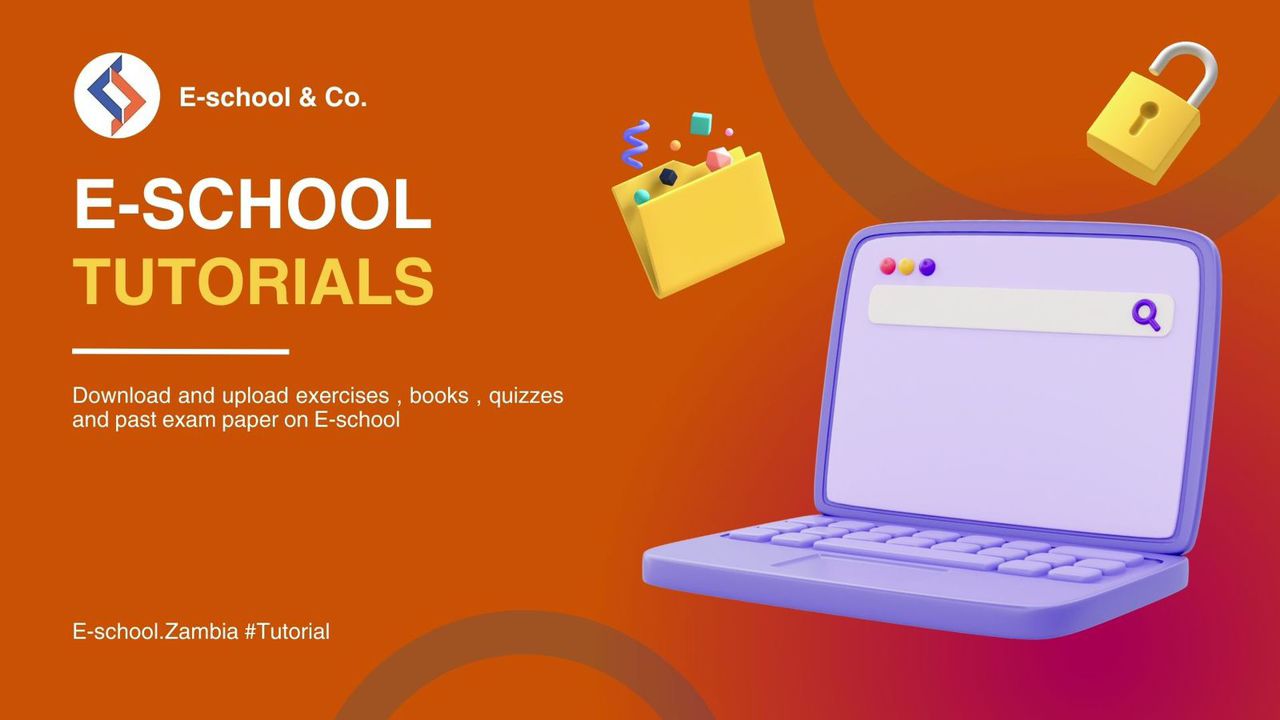 E-school & Co.
E-SCHOOL
TUTORIALS
Download and upload exercises , books , quizzes
and past exam paper on E-school
E-school.Zambia #Tutorial